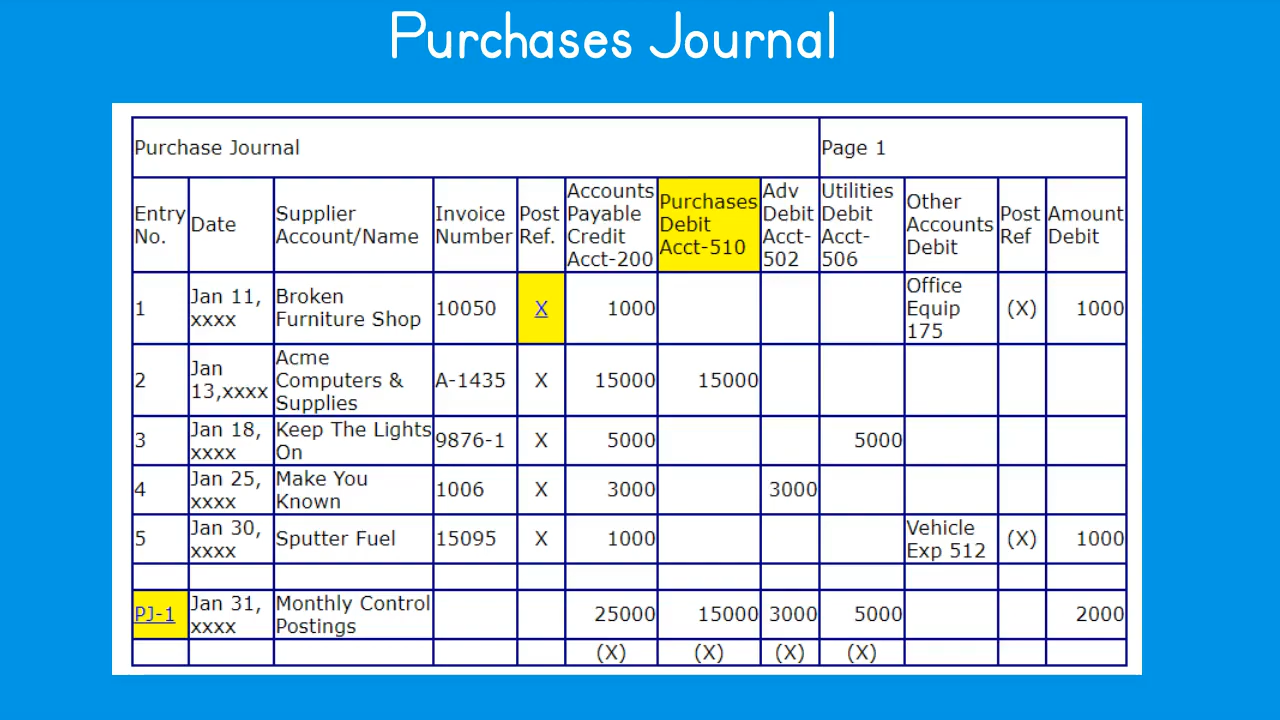 Purchases Journal
Purchase Journal Page 1
Entry No. Date Supplier Account/Name Invoice Number Post Ref. Accounts Payable Credit Acct-200 Purchases Debit Acct-510 Adv Debit Acct-502 Utilities Debit Acct-506 Other Accounts Debit Post Ref Amount Debit
1 Jan 11, xxxx Broken Furniture Shop 10050 X 1000 Office Equip 175 (X) 1000
2 Jan 13,xxxx Acme Computers & Supplies A-1435 X 15000 15000
3 Jan 18, xxxx Keep The Lights On 9876-1 X 5000 5000
4 Jan 25, xxxx Make You Known 1006 X 3000 3000
5 Jan 30, xxxx Sputter Fuel 15095 X 1000 Vehicle Exp 512 (X) 1000
PJ-1 Jan 31, xxxx Monthly Control Postings 25000 15000 3000 5000 2000
(X) (X) (X) (X)